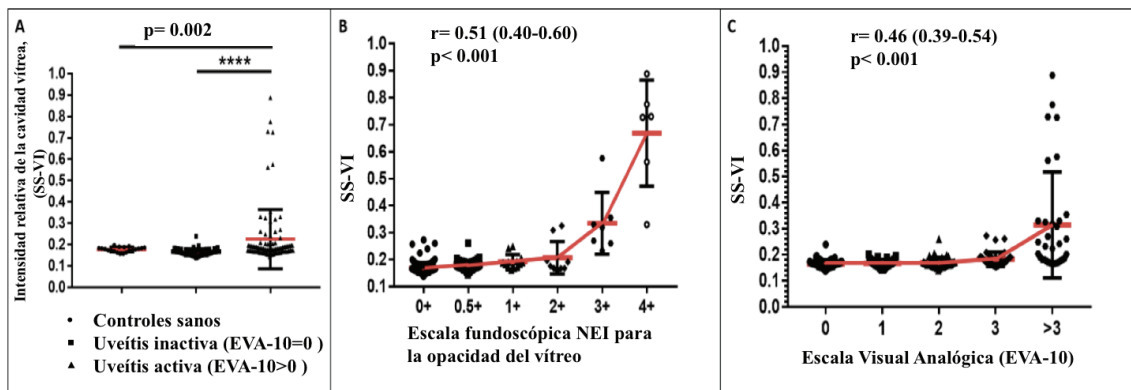 A
p= 0.002
****
Intensidad relativa de la cavidad vítrea,
(SS-VI)
1.0
0.9
0.8
0.7
0.6
0.5
0.4
0.3
0.2
0.1
0.0
Controles sanos
Uveítis inactiva (EVA-10=0 )
Uveítis activa (EVA-10>0 )
B
r= 0.51 (0.40-0.60)
p< 0.001
SS-VI
1.0
0.9
0.8
0.7
0.6
0.5
0.4
0.3
0.2
0.1
0+ 0.5+ 1+ 2+ 3+ 4+
Escala fundoscópica NEI para
la opacidad del vítreo
C
r= 0.46 (0.39-0.54)
p< 0.001
SS-VI
1.0
0.9
0.8
0.7
0.6
0.5
0.4
0.3
0.2
0.1
0.0
0 1 2 3 >3
Escala Visual Analógica (EVA-10)